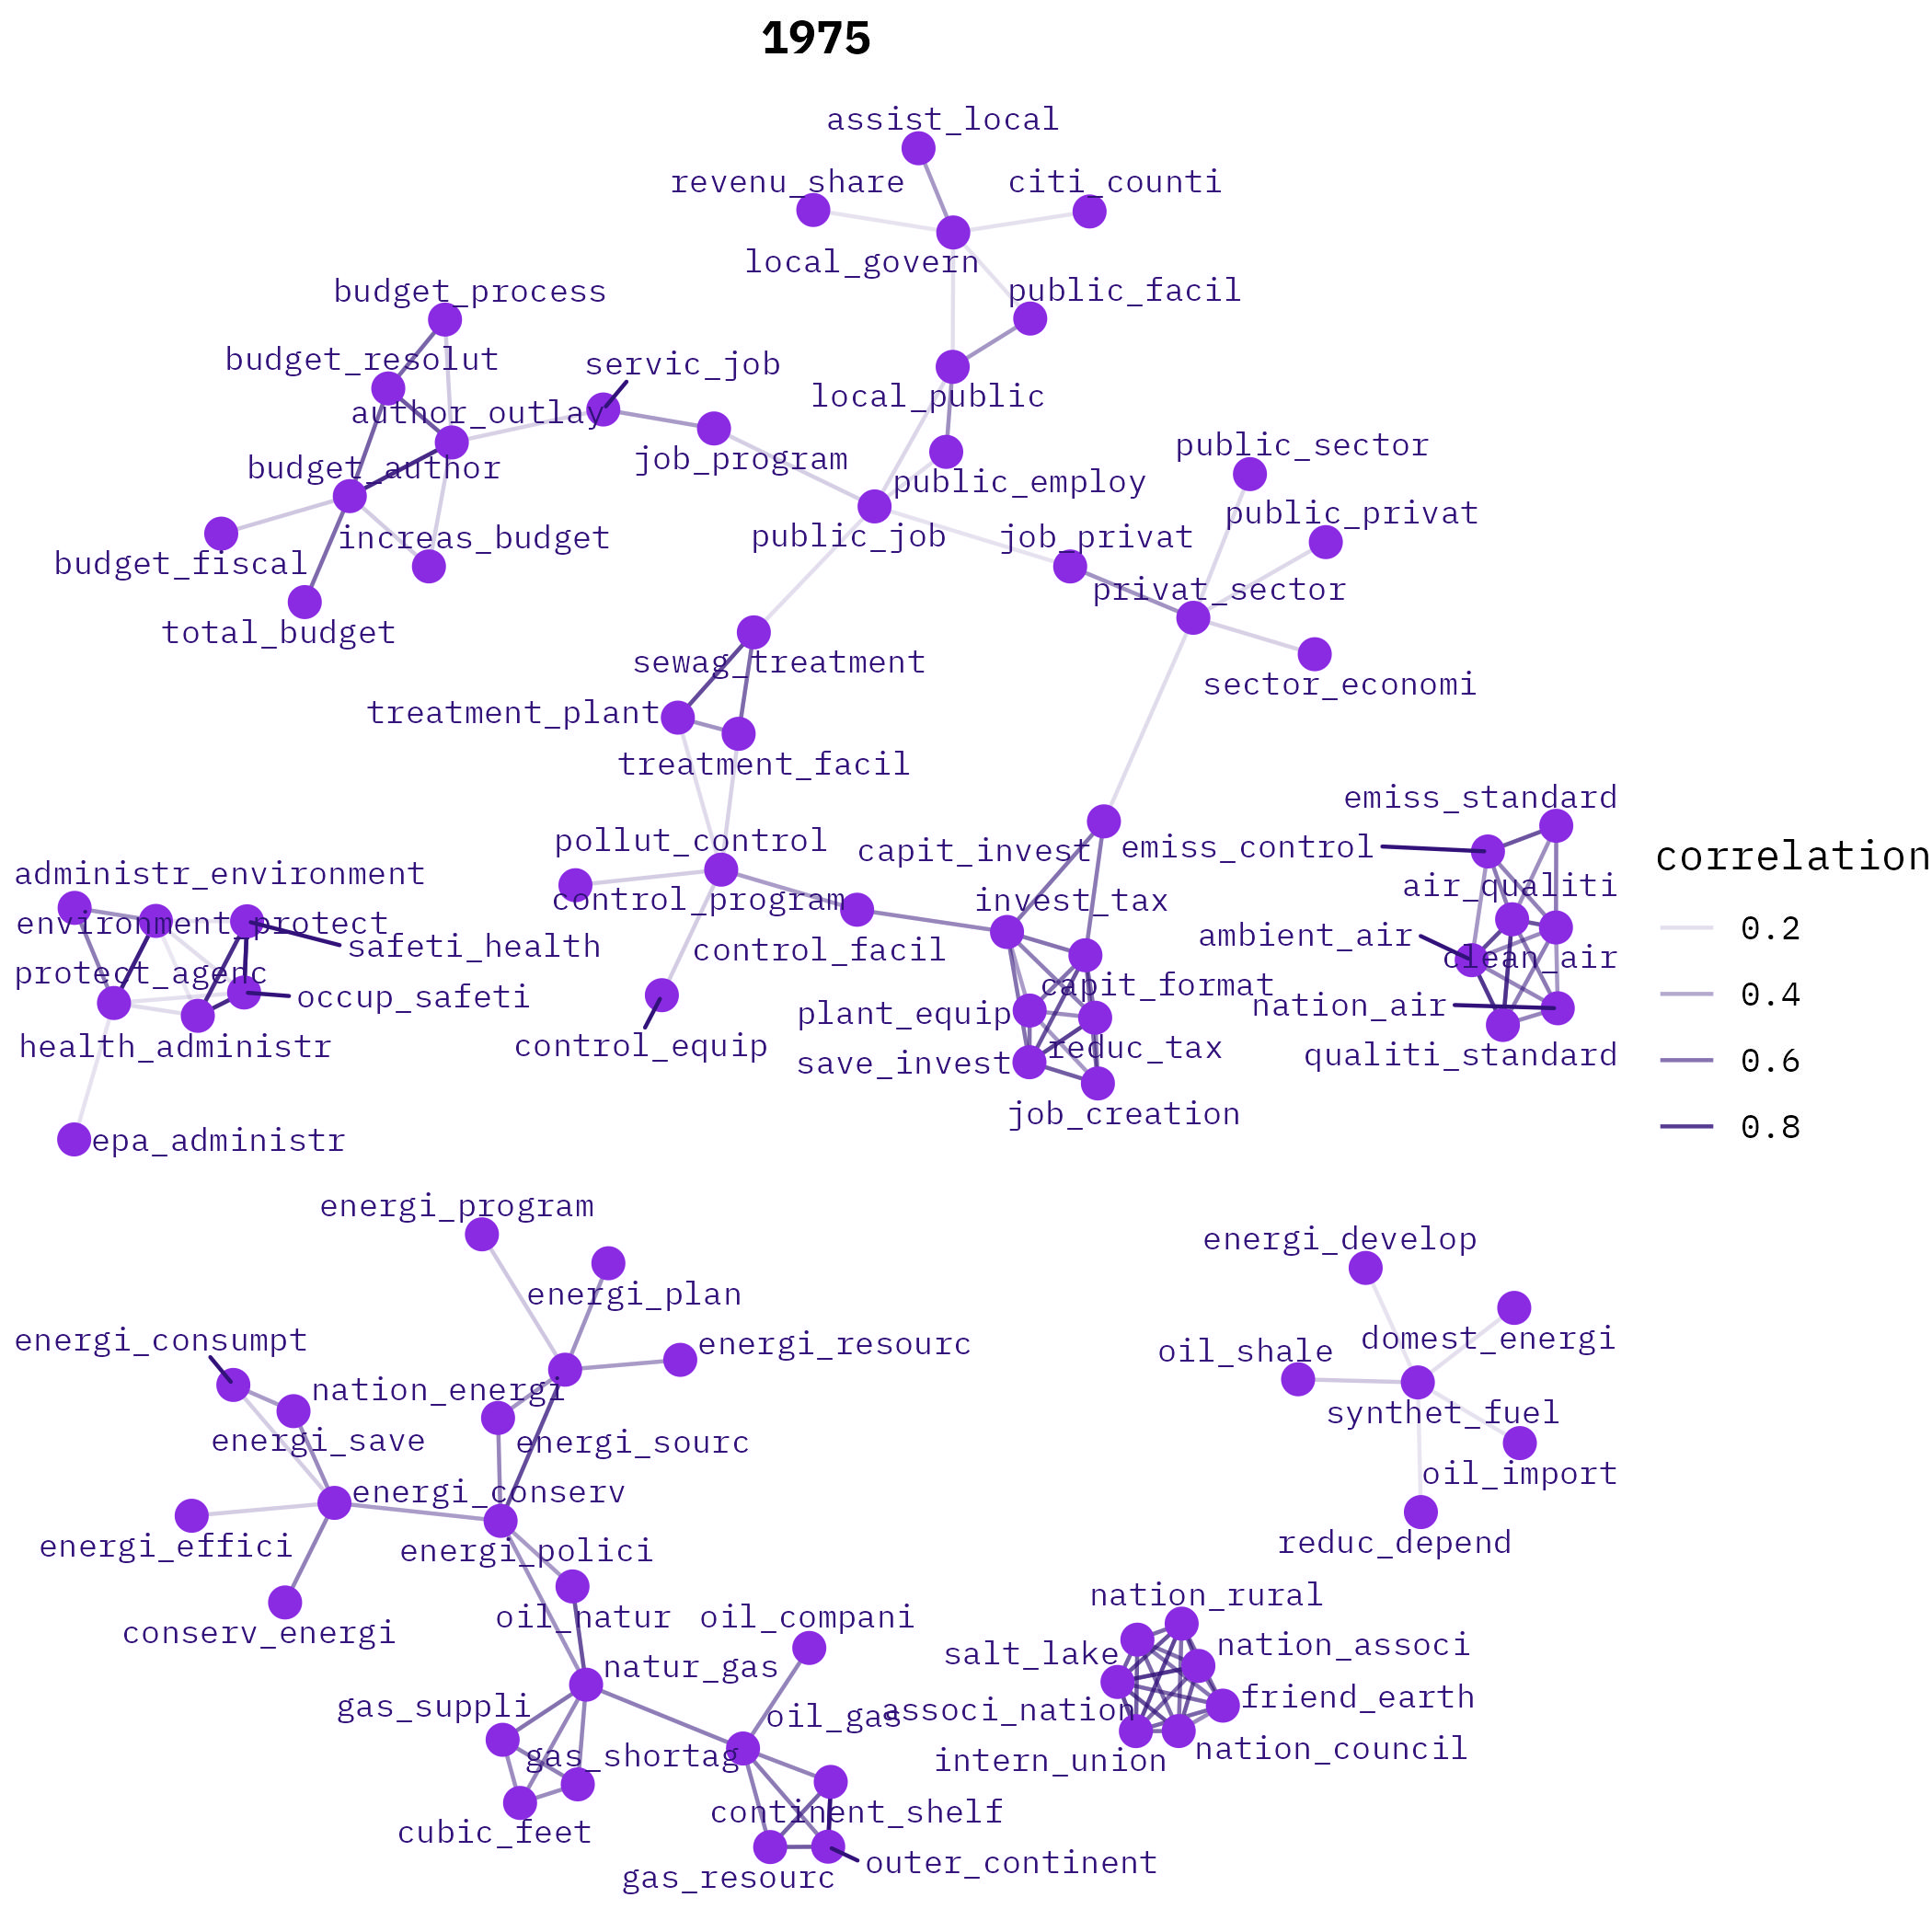 1975
assist_local
revenu_share
citi_counti
local_govern
budget_process
public_facil
budget_resolut
servic_job
author_outlay
local_public
public_sector
job_program
budget_author
public_employ
public_privat
increas_budget
public_job
job_privat
budget_fiscal
privat_sector
total_budget
sewag_treatment
sector_economi
treatment_plant
treatment_facil
emiss_standard
pollut_control
capit_invest
emiss_control
correlation
administr_environment
air_qualiti
control_program
invest_tax
environment_protect
0.2
safeti_health
control_facil
ambient_air
clean_air
protect_agenc
capit_format
occup_safeti
nation_air
0.4
plant_equip
health_administr
control_equip
reduc_tax
qualiti_standard
save_invest
0.6
job_creation
epa_administr
0.8
energi_program
energi_develop
energi_plan
energi_consumpt
energi_resourc
domest_energi
oil_shale
nation_energi
synthet_fuel
energi_save
energi_sourc
oil_import
energi_conserv
energi_effici
energi_polici
reduc_depend
nation_rural
conserv_energi
oil_natur
oil_compani
nation_associ
salt_lake
natur_gas
friend_earth
gas_suppli
oil_gas
associ_nation
nation_council
gas_shortag
intern_union
continent_shelf
cubic_feet
outer_continent
gas_resourc